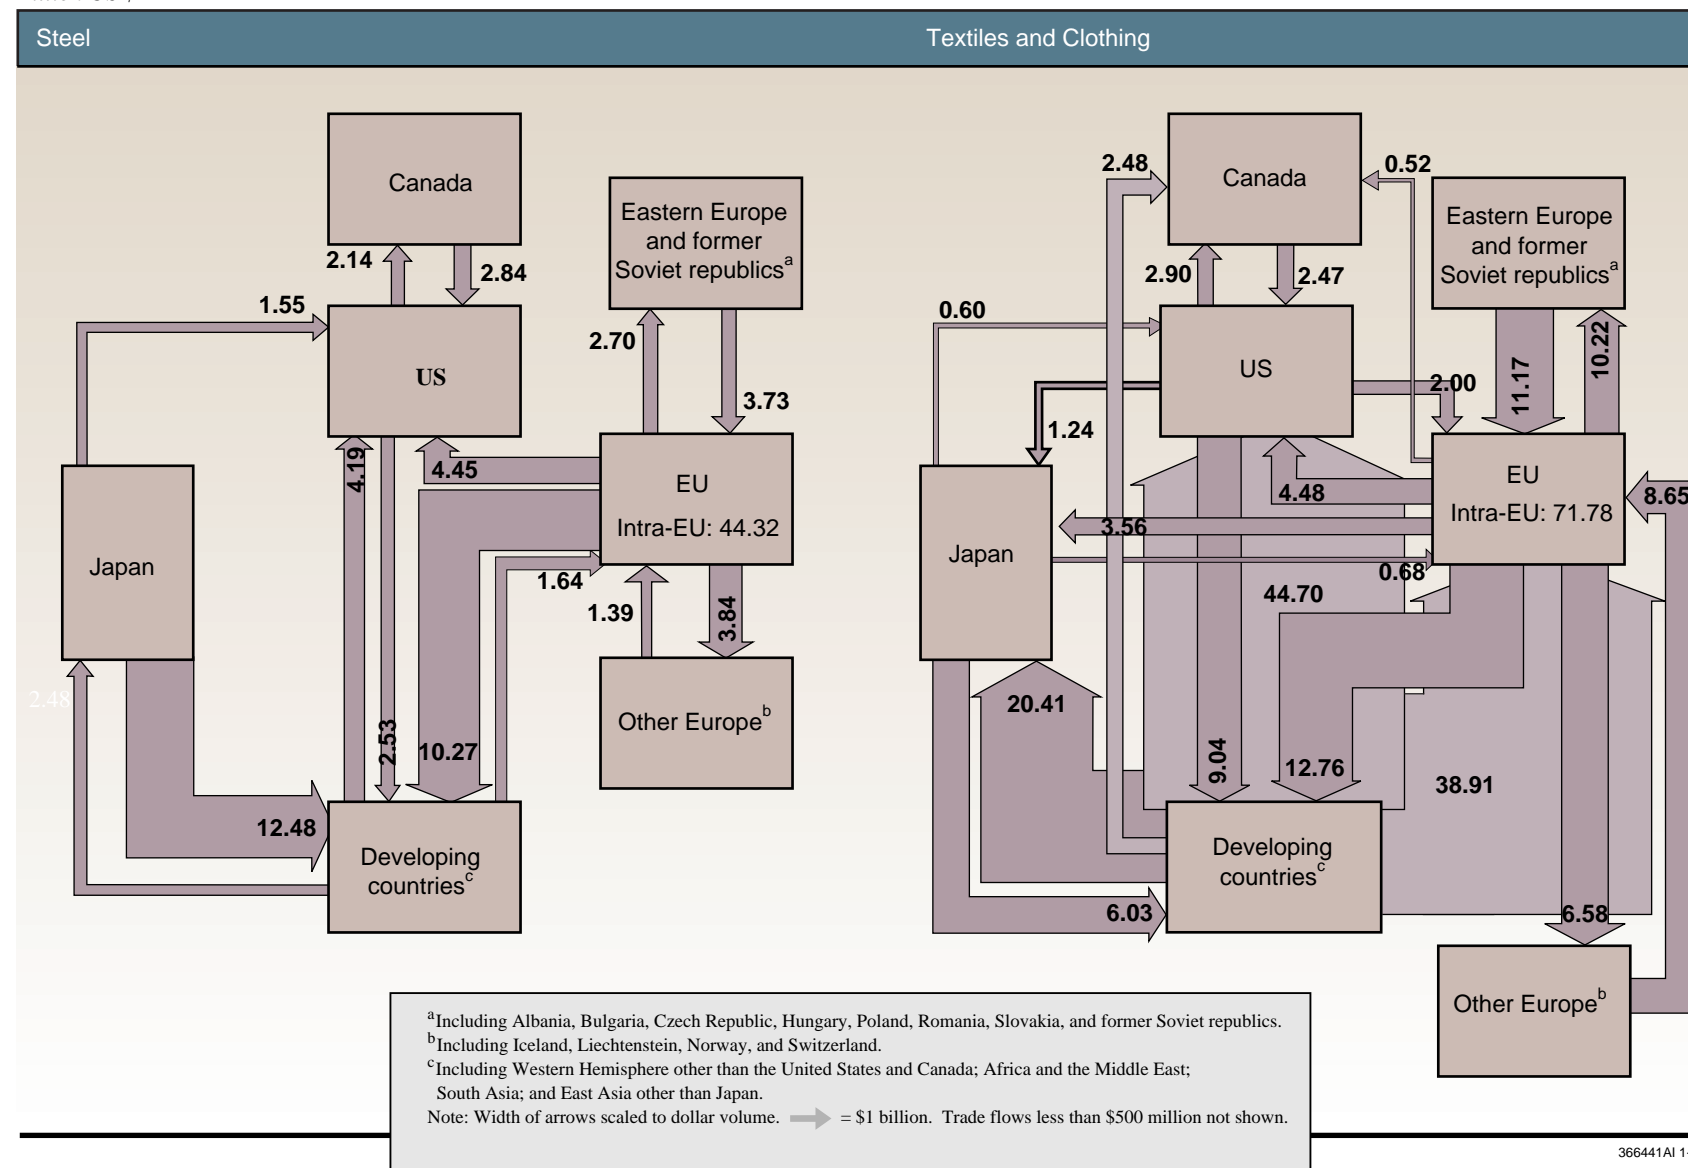 Steel
Textiles and Clothing
Canada
2.14
2.84
1.55
US
Eastern Europe
and former
Soviet republicsa
2.70
3.73
4.19
4.45
EU
Intra-EU: 44.32
Japan
1.64
1.39
3.84
2.48
2.53
10.27
Other Europeb
12.48
Developing
countriesc
2.48
Canada
0.52
Eastern Europe
and former
Soviet republicsa
2.90
2.47
0.60
US
2.00
11.17
10.22
1.24
4.48
EU
Intra-EU: 71.78
8.65
3.56
Japan
0.68
44.70
20.41
9.04
12.76
38.91
Developing
countriesc
6.03
6.58
Other Europeb
aIncluding Albania, Bulgaria, Czech Republic, Hungary, Poland, Romania, Slovakia, and former Soviet republics.
bIncluding Iceland, Liechtenstein, Norway, and Switzerland.
cIncluding Western Hemisphere other than the United States and Canada; Africa and the Middle East;
South Asia; and East Asia other than Japan.
Note: Width of arrows scaled to dollar volume. = $1 billion. Trade flows less than $500 million not shown.
366441AI 1-